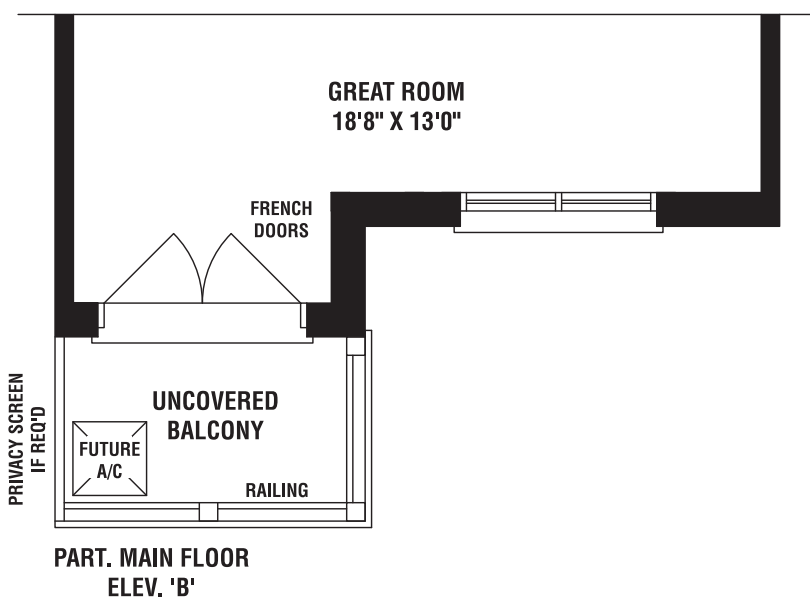 GREAT ROOM
18'8" X 13'0"
FRENCH
DOORS
UNCOVERED
BALCONY
PRIVACY SCREEN
IF REQ'D
FUTURE
A/C
RAILING
PART. MAIN FLOOR
ELEV. 'B'